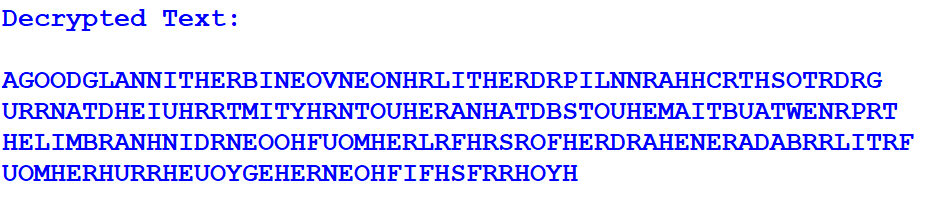 Decrypted Text:
AGOODGLANNITHERBINEOVNEONHRLITHERDRPILNNRAHHCRTHSOTRDRG
URRNATDHEIUHRRTMITYHRNTOUHERANHATDBSTOUHEMAITBUATWENRPRT
HELIMBRANHNIDRNEOOHFUOMHERLRFHRSROFHERDRAHENERADABRRLITRF
UOMHERHURRHEUOYGEHERNEOHFIFHSFRRHOYH